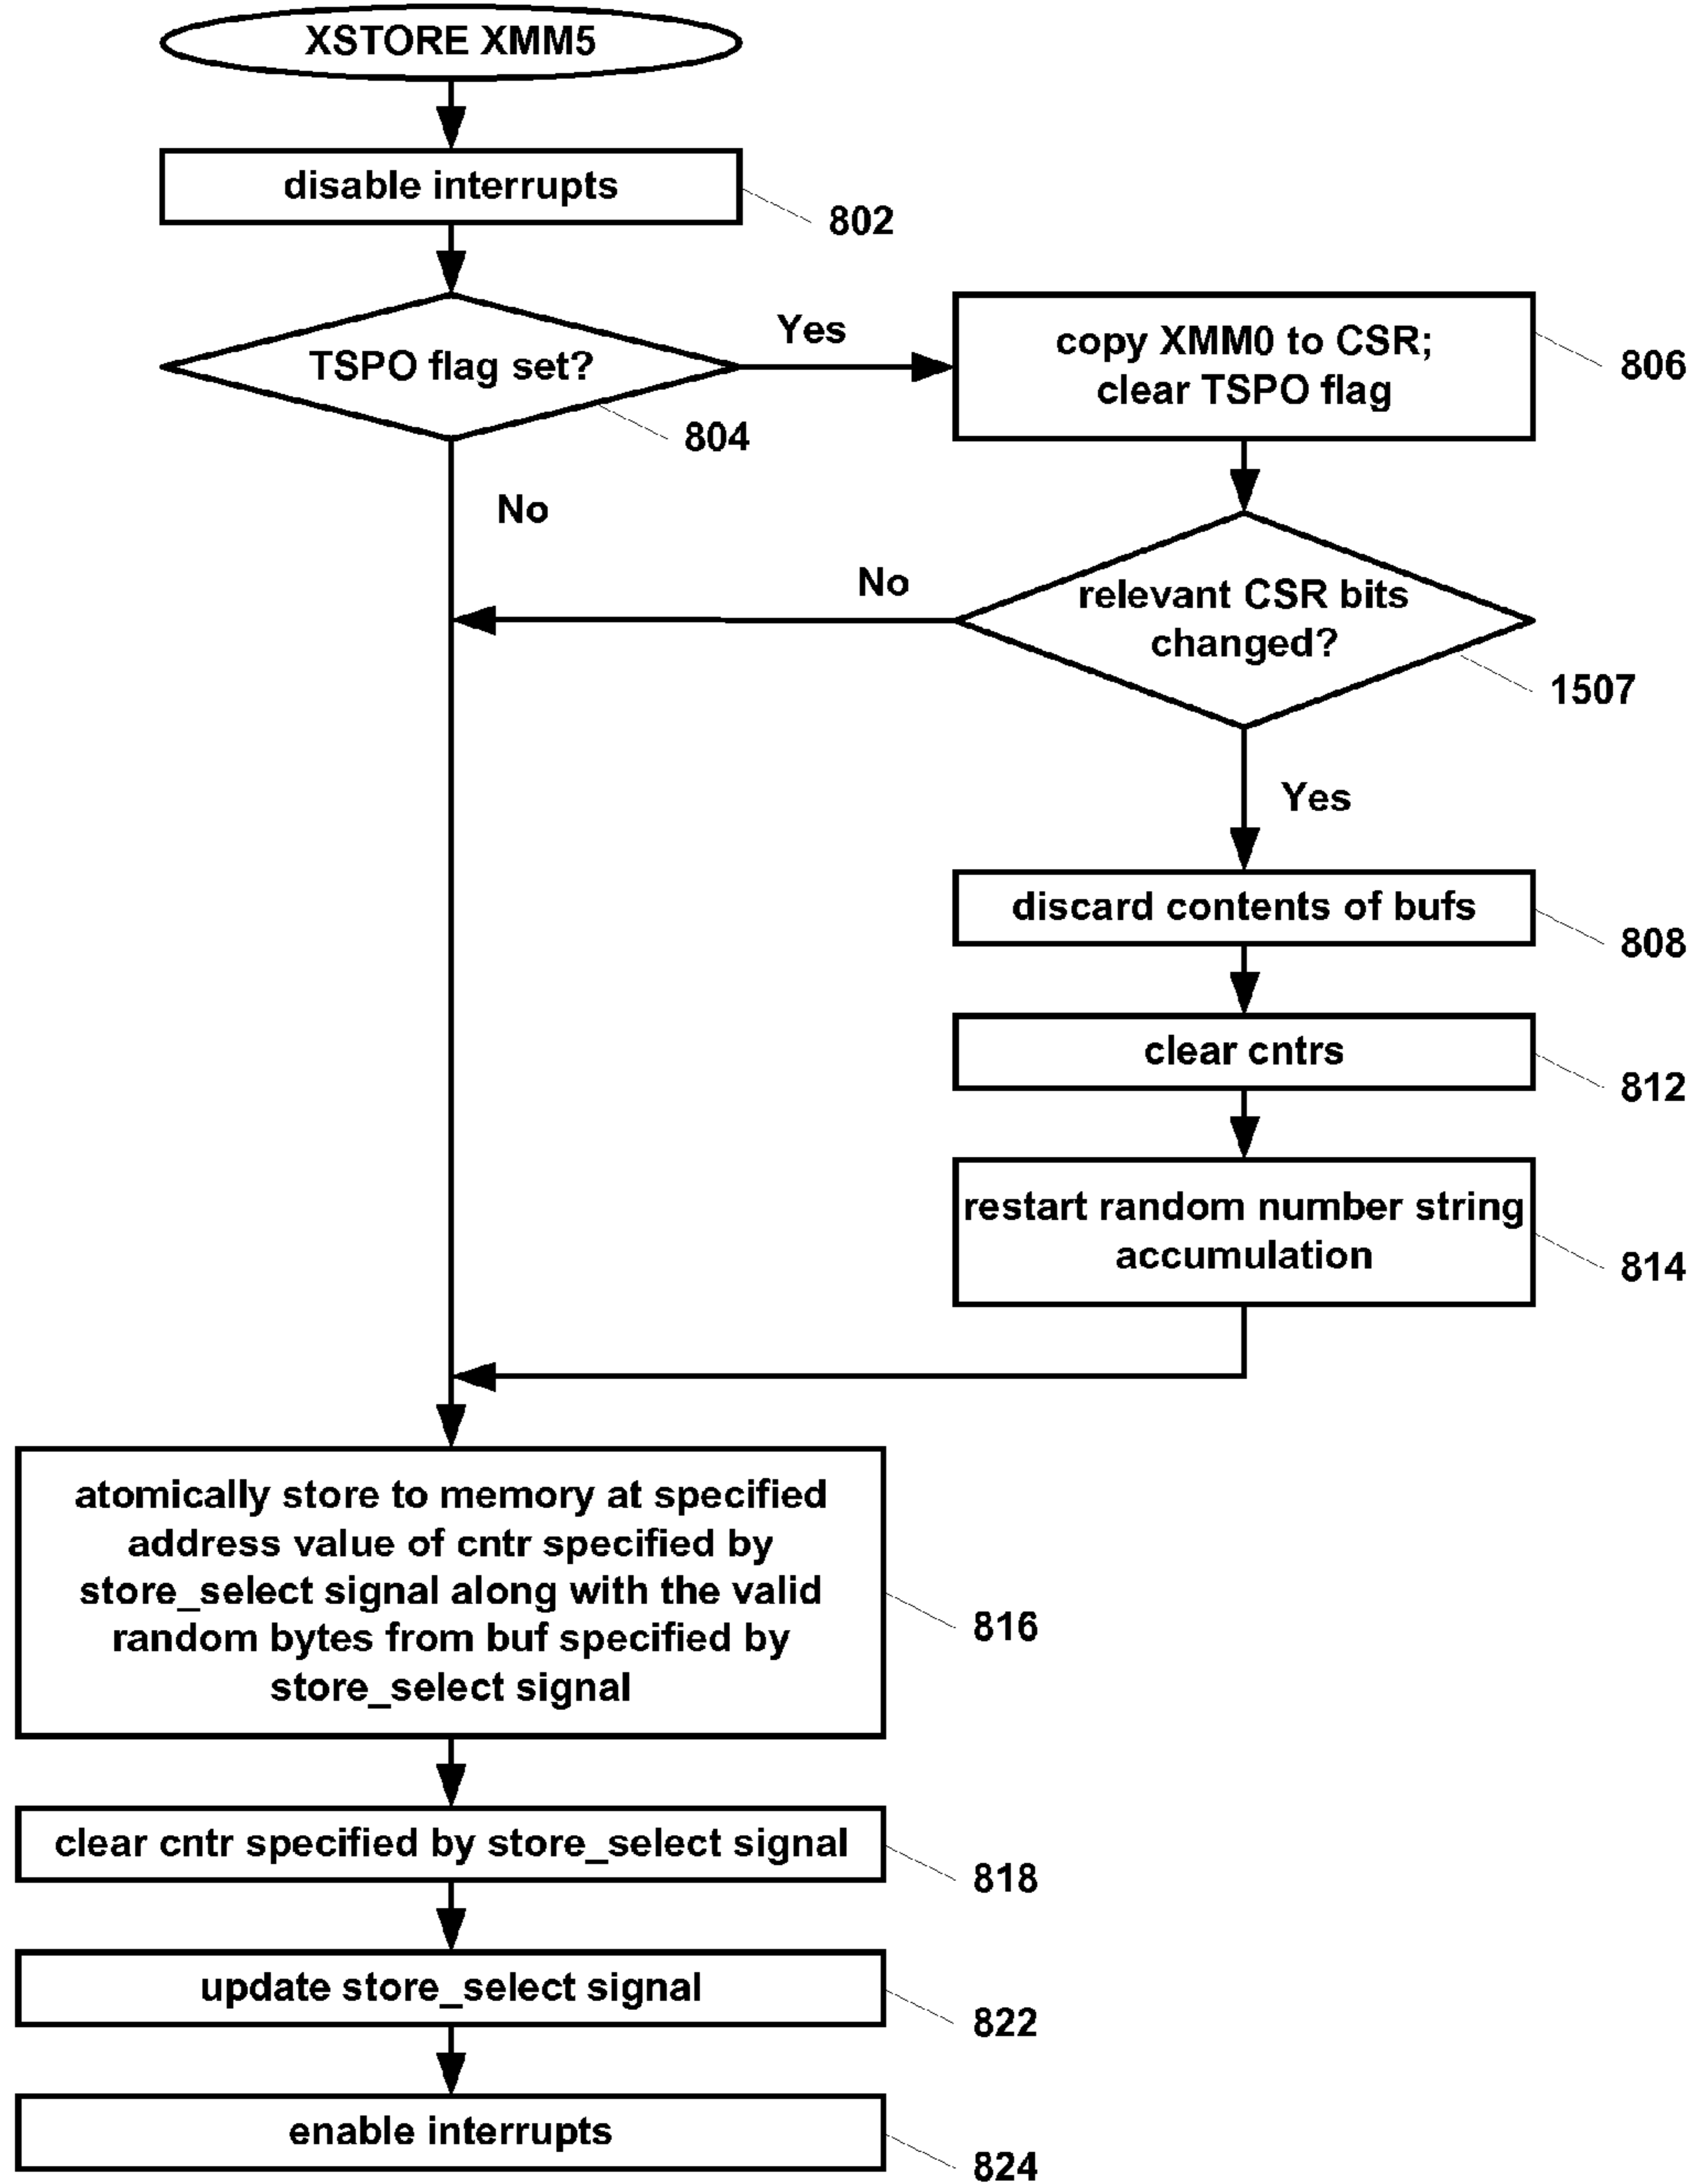 XSTORE XMM5
disable interrupts
802
TSPO flag set?
804
Yes
No
copy XMM0 to CSR;
clear TSPO flag
806
relevant CSR bits
changed?
1507
No
Yes
discard contents of bufs
808
clear cntrs
812
restart random number string
accumulation
814
atomically store to memory at specified
address value of cntr specified by
store_select signal along with the valid
random bytes from buf specified by
store_select signal
816
clear cntr specified by store_select signal
818
update store_select signal
822
enable interrupts
824